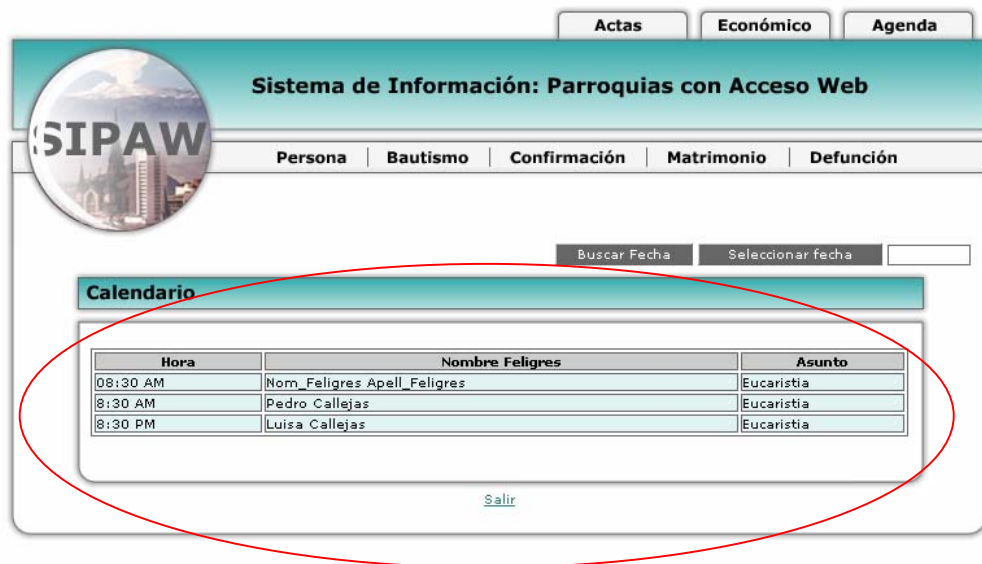 Actas Económico Agenda
Sistema de Información: Parroquias con Acceso Web
SIPAW
Persona Bautismo Confirmación Matrimonio Defunción
Buscar Fecha Seleccionar fecha
Calendario
Hora Nombre Feligres Asunto
08:30 AM Nom_Feligres Apell_Feligres Eucaristia
8:30 AM Pedro Callejas Eucaristia
8:30 PM Luisa Callejas Eucaristia
Salir